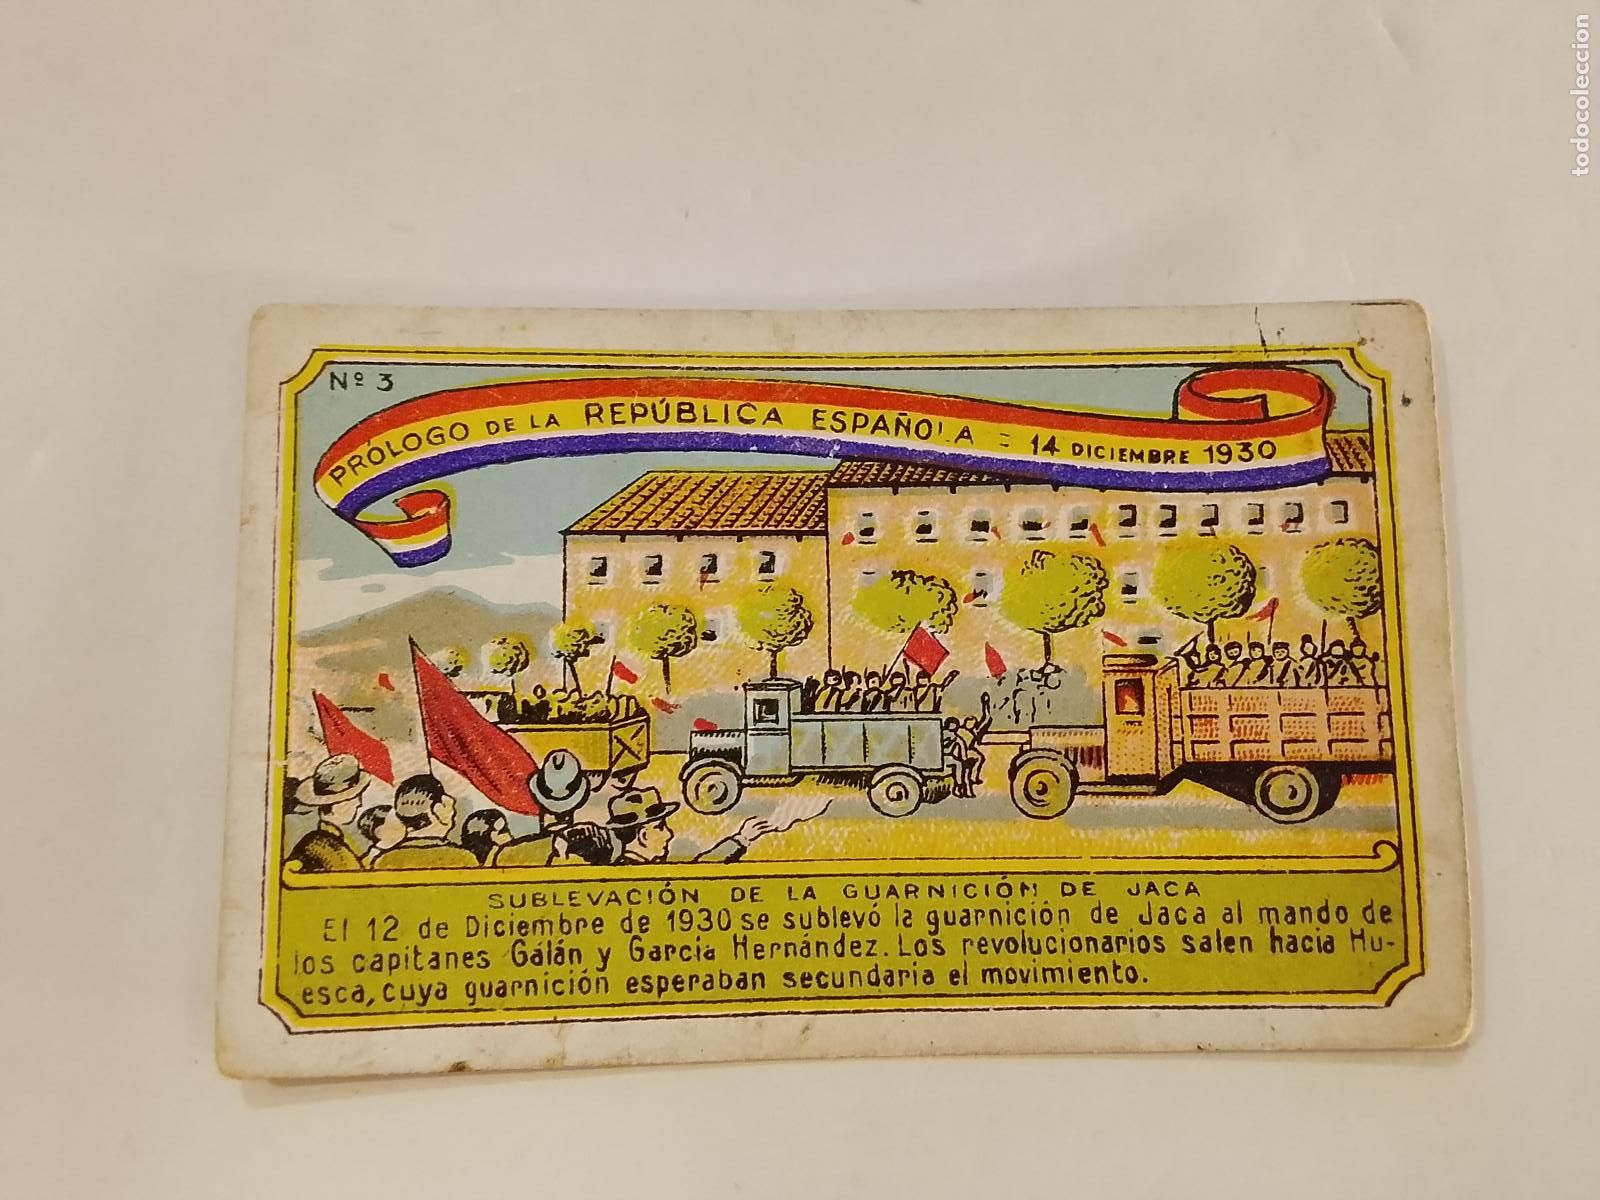 Nº 3
PRÓLOGO DE LA REPÚBLICA ESPAÑOLA = 14 DICIEMBRE 1930
SUBLEVACIÓN DE LA GUARNICIÓN DE JACA
El 12 de Diciembre de 1930 se sublevó la guarnición de Jaca al mando de
los capitanes Gálán y García Hernández. Los revolucionarios salen hacia Hu-
esca, cuya guarnición esperaban secundaría el movimiento.
todocoleccion